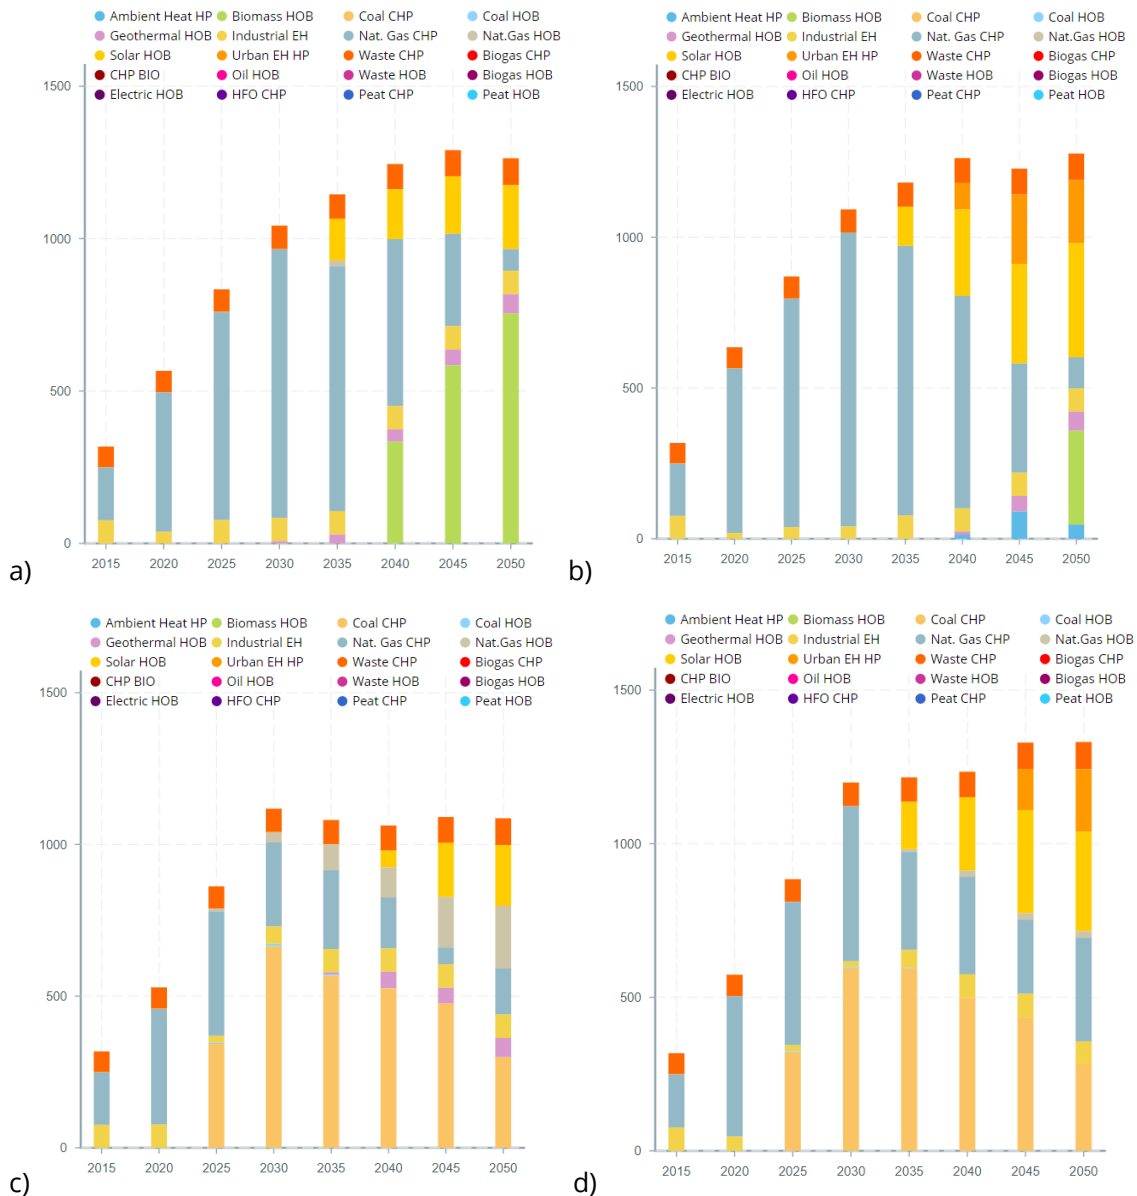 Ambient Heat HP Biomass HOB Coal CHP Coal HOB
Geothermal HOB Industrial EH Nat. Gas CHP Nat.Gas HOB
Solar HOB Urban EH HP Waste CHP Biogas CHP
CHP BIO Oil HOB Waste HOB Biogas HOB
Electric HOB HFO CHP Peat CHP Peat HOB
1500
1000
500
0
2015 2020 2025 2030 2035 2040 2045 2050
a)
Ambient Heat HP Biomass HOB Coal CHP Coal HOB
Geothermal HOB Industrial EH Nat. Gas CHP Nat.Gas HOB
Solar HOB Urban EH HP Waste CHP Biogas CHP
CHP BIO Oil HOB Waste HOB Biogas HOB
Electric HOB HFO CHP Peat CHP Peat HOB
1500
1000
500
0
2015 2020 2025 2030 2035 2040 2045 2050
b)
Ambient Heat HP Biomass HOB Coal CHP Coal HOB
Geothermal HOB Industrial EH Nat. Gas CHP Nat.Gas HOB
Solar HOB Urban EH HP Waste CHP Biogas CHP
CHP BIO Oil HOB Waste HOB Biogas HOB
Electric HOB HFO CHP Peat CHP Peat HOB
1500
1000
500
0
2015 2020 2025 2030 2035 2040 2045 2050
c)
Ambient Heat HP Biomass HOB Coal CHP Coal HOB
Geothermal HOB Industrial EH Nat. Gas CHP Nat.Gas HOB
Solar HOB Urban EH HP Waste CHP Biogas CHP
CHP BIO Oil HOB Waste HOB Biogas HOB
Electric HOB HFO CHP Peat CHP Peat HOB
1500
1000
500
0
2015 2020 2025 2030 2035 2040 2045 2050
d)